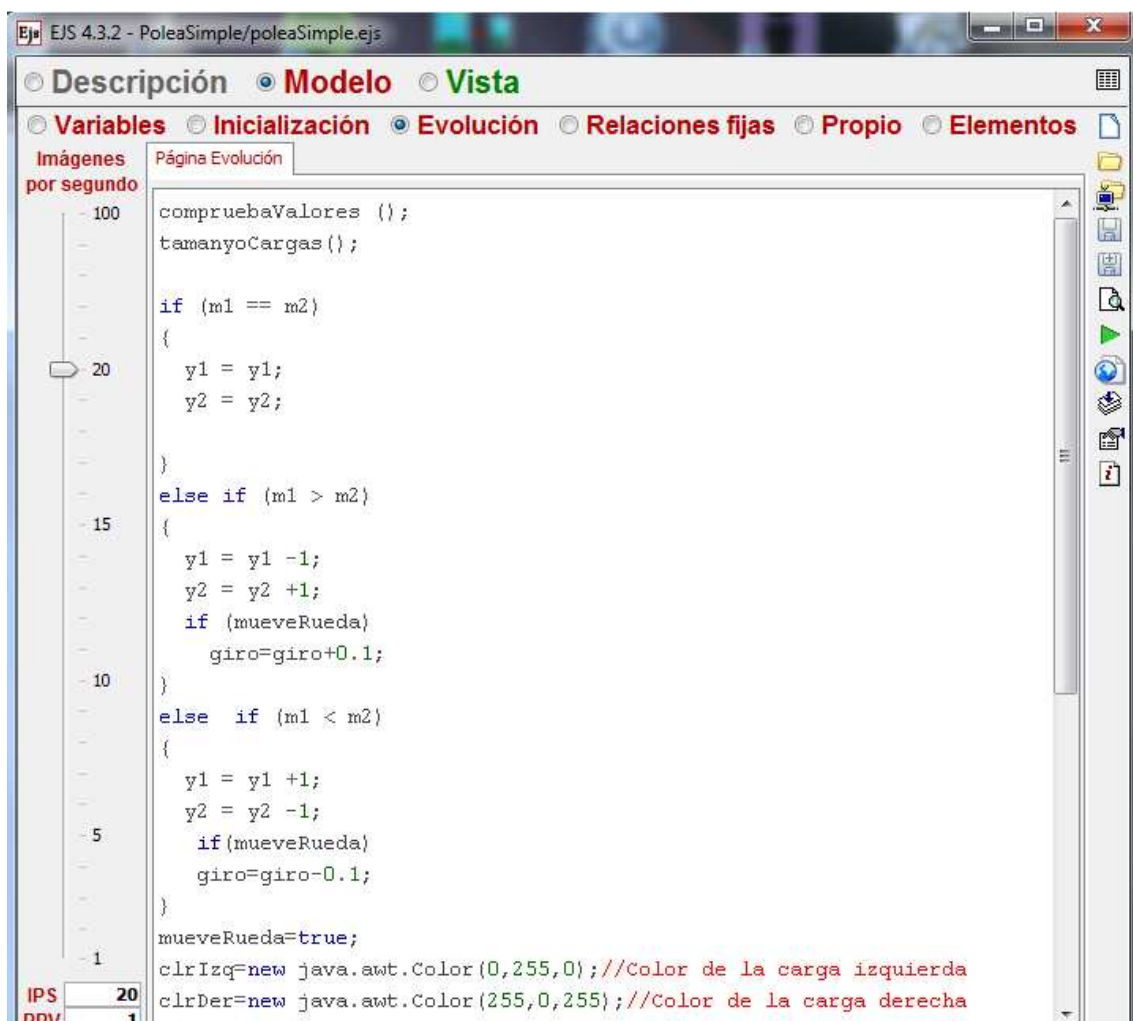 EJS 4.3.2 - PoleaSimple/poleaSimple.ejs
Descripción Modelo Vista
Variables Inicialización Evolución Relaciones fijas Propio Elementos
Imágenes
por segundo
Página Evolución
100
20
15
10
5
1
IPS 20
PPV 1
compruebaValores ();
tamanyoCargas();
if (m1 == m2)
{
y1 = y1;
y2 = y2;
}
else if (m1 > m2)
{
y1 = y1 -1;
y2 = y2 +1;
if (mueveRueda)
giro=giro+0.1;
}
else  if (m1 < m2)
{
y1 = y1 +1;
y2 = y2 -1;
if(mueveRueda)
giro=giro-0.1;
}
mueveRueda=true;
clrIzq=new java.awt.Color(0,255,0);//Color de la carga izquierda
clrDer=new java.awt.Color(255,0,255);//Color de la carga derecha